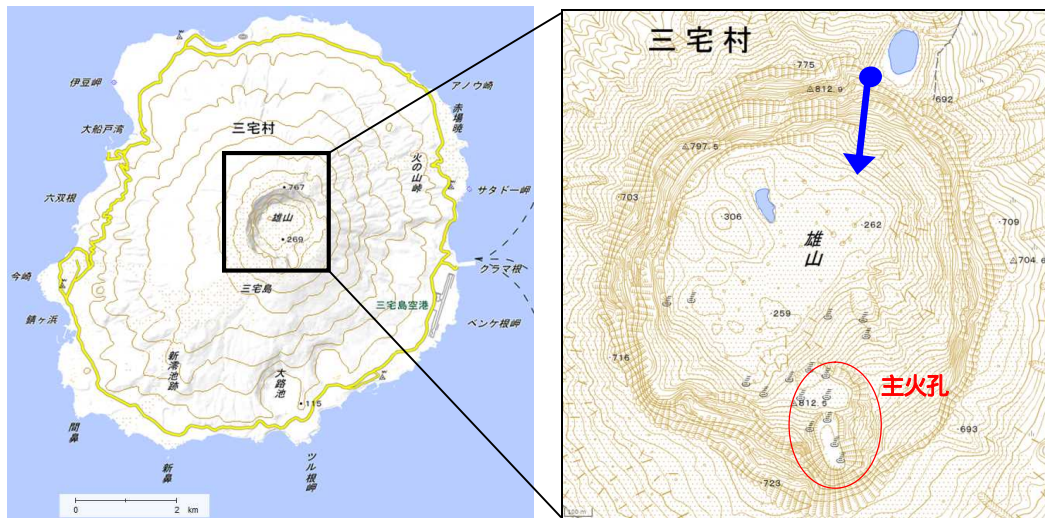 伊豆岬
大船戸湾
六双根
今崎
錆ヶ浜
間鼻
新鼻
ツル根岬
新澪池跡
大路池
115
三宅村
767
雄山
269
三宅島
アノウ崎
赤場暁
火の山峠
サタドー岬
クラマ根
三宅島空港
ベンケ根岬
0 2 km
三宅村
775
812.9
692
797.5
703
306
262
709
704.6
雄山
259
716
812.5
主火孔
693
723
100 m